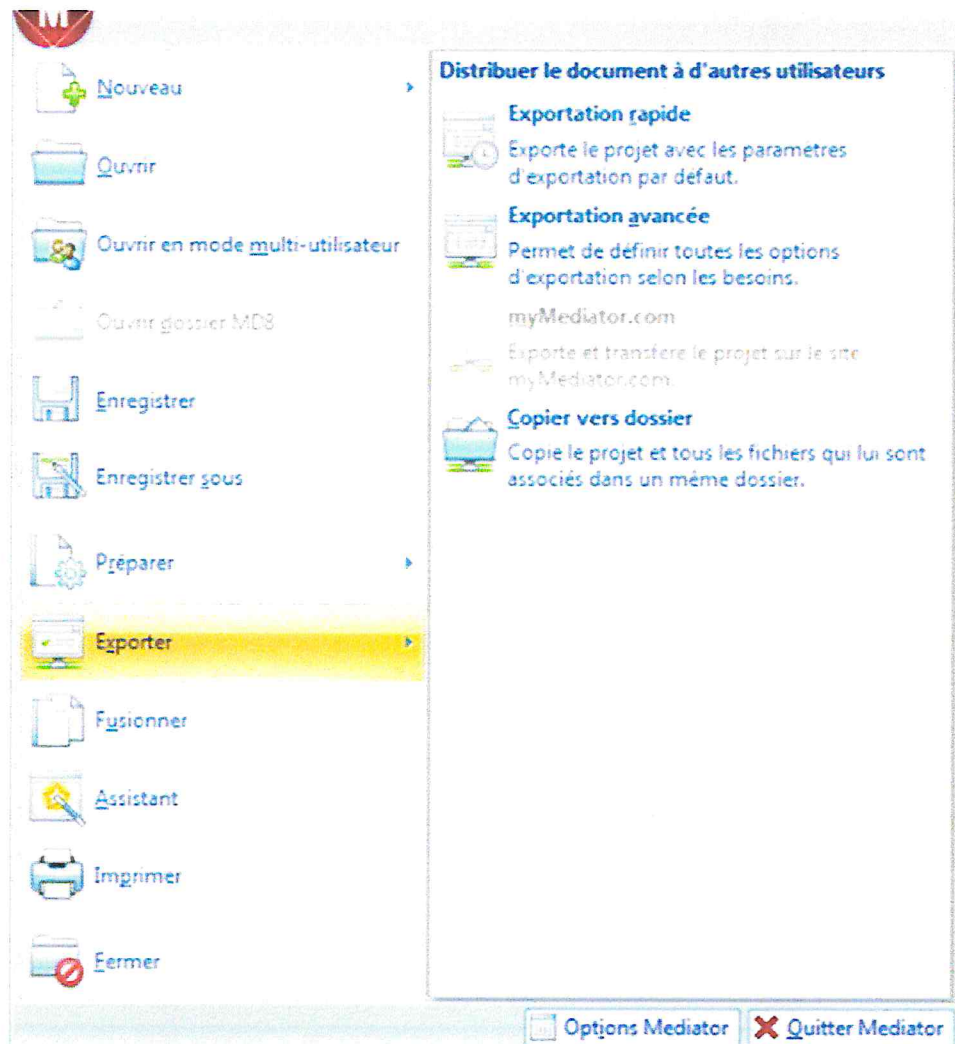 M
Nouveau
Ouvrir
Ouvrir en mode multi-utilisateur
Ouvrir dossier MD8
Enregistrer
Enregistrer sous
Préparer
Exporter
Fusionner
Assistant
Imprimer
Fermer
Distribuer le document à d'autres utilisateurs
Exportation rapide
Exporte le projet avec les paramètres
d'exportation par défaut.
Exportation avancée
Permet de définir toutes les options
d'exportation selon les besoins.
myMediator.com
Exporte et transfère le projet sur le site
myMediator.com.
Copier vers dossier
Copie le projet et tous les fichiers qui lui sont
associés dans un même dossier.
Options Mediator
Quitter Mediator